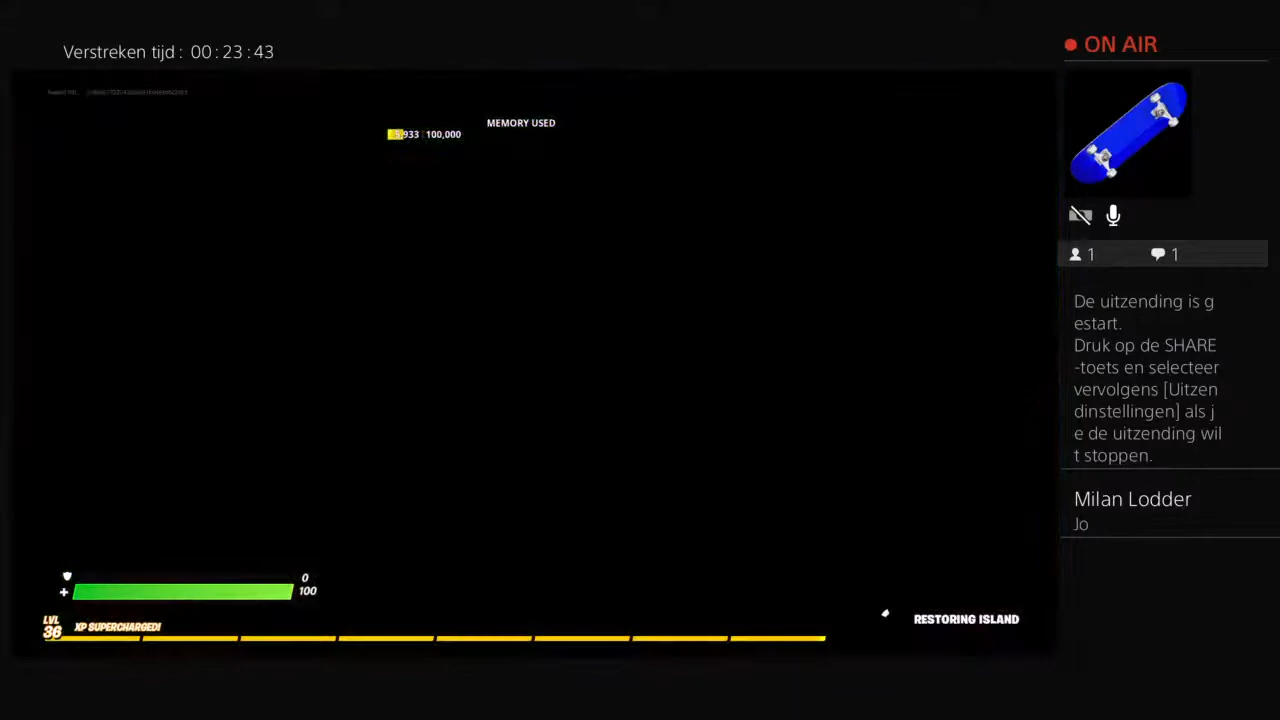 Verstreken tijd: 00:23:43
ON AIR
MEMORY USED
100,000
1
1
De uitzending is g
estart.
Druk op de SHARE
-toets en selecteer
vervolgens [Uitzen
dinstellingen] als j
e de uitzending wil
t stoppen.
Milan Lodder
Jo
0
100
LVL
36
XP SUPERCHARGED!
RESTORING ISLAND